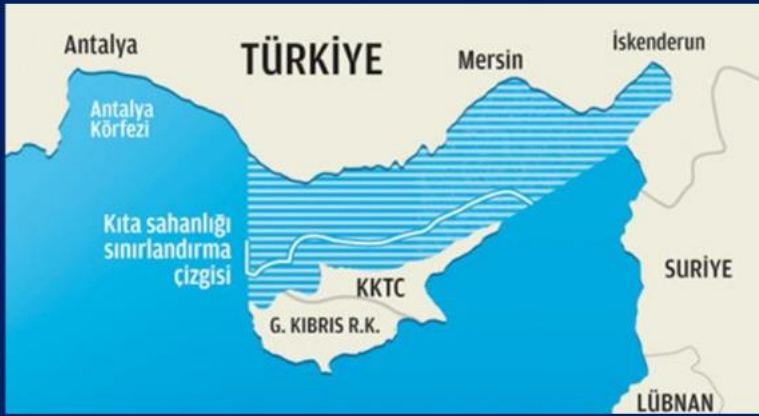 Antalya
TÜRKİYE
Mersin
İskenderun
Antalya
Körfezi
Kıta sahanlığı
sınırlandırma
çizgisi
KKTC
G. KIBRIS R.K.
SURİYE
LÜBNAN